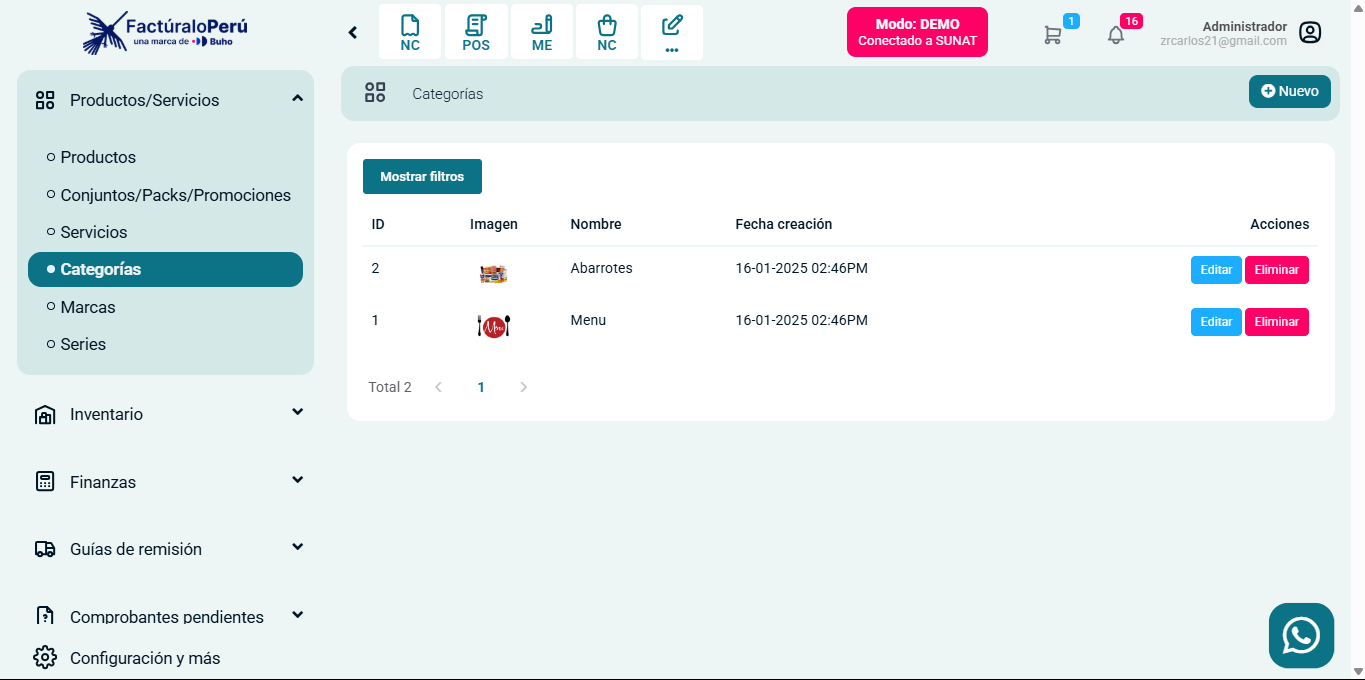 FactúraloPerú
una marca de Buho
NC
POS
ME
NC
...
Modo: DEMO
Conectado a SUNAT
1
16
Administrador
zrcarlos21@gmail.com
Productos/Servicios
Productos
Conjuntos/Packs/Promociones
Servicios
Categorías
Marcas
Series
Inventario
Finanzas
Guías de remisión
Comprobantes pendientes
Configuración y más
Categorías
Nuevo
Mostrar filtros
ID Imagen Nombre Fecha creación Acciones
2 Abarrotes 16-01-2025 02:46PM Editar Eliminar
1 Menu Menu 16-01-2025 02:46PM Editar Eliminar
Total 2 1